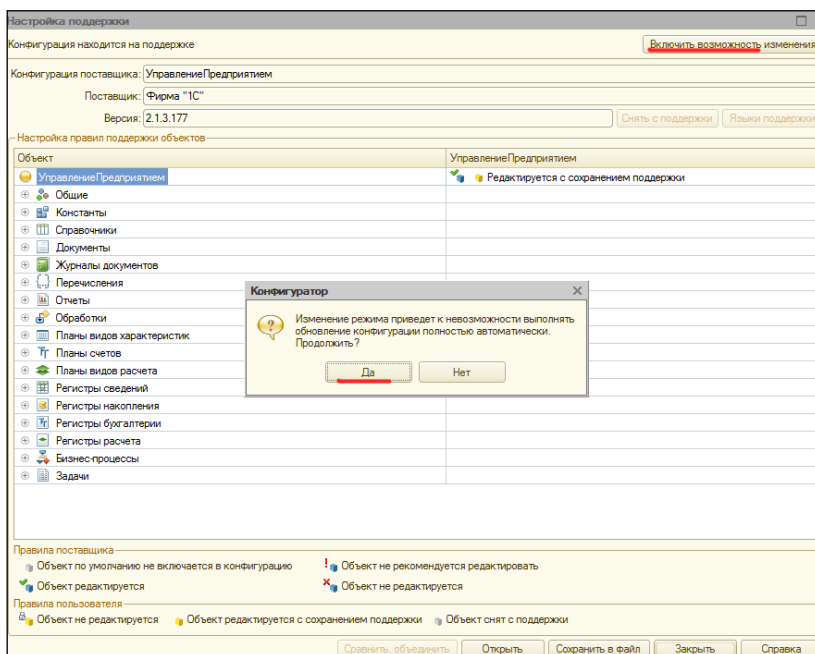 Настройка поддержки
Конфигурация находится на поддержке
Включить возможность изменения
Конфигурация поставщика: УправлениеПредприятием
Поставщик: Фирма "1С"
Версия: 2.1.3.177
Снять с поддержки
Языки поддержки
Настройка правил поддержки объектов
Объект
УправлениеПредприятием
УправлениеПредприятием
Редактируется с сохранением поддержки
Общие
Константы
Справочники
Документы
Журналы документов
Перечисления
Отчеты
Обработки
Планы видов характеристик
Планы счетов
Планы видов расчета
Регистры сведений
Регистры накопления
Регистры бухгалтерии
Регистры расчета
Бизнес-процессы
Задачи
Конфигуратор
Изменение режима приведет к невозможности выполнять
обновление конфигурации полностью автоматически.
Продолжить?
Да
Нет
Правила поставщика
Объект по умолчанию не включается в конфигурацию
Объект не рекомендуется редактировать
Объект редактируется
Объект не редактируется
Правила пользователя
Объект не редактируется
Объект редактируется с сохранением поддержки
Объект снят с поддержки
Сравнить, объединить
Открыть
Сохранить в файл
Закрыть
Справка